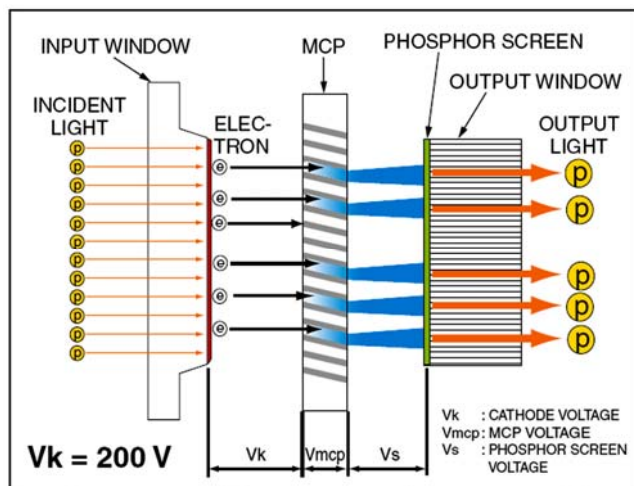 INPUT WINDOW
MCP
PHOSPHOR SCREEN
OUTPUT WINDOW
INCIDENT
LIGHT
ELEC-
TRON
OUTPUT
LIGHT
p
p
p
p
p
p
p
p
p
p
p
p
e
e
e
e
e
e
p
p
p
p
p
Vk = 200 V
Vk
Vmcp
Vs
Vk : CATHODE VOLTAGE
Vmcp : MCP VOLTAGE
Vs : PHOSPHOR SCREEN
VOLTAGE